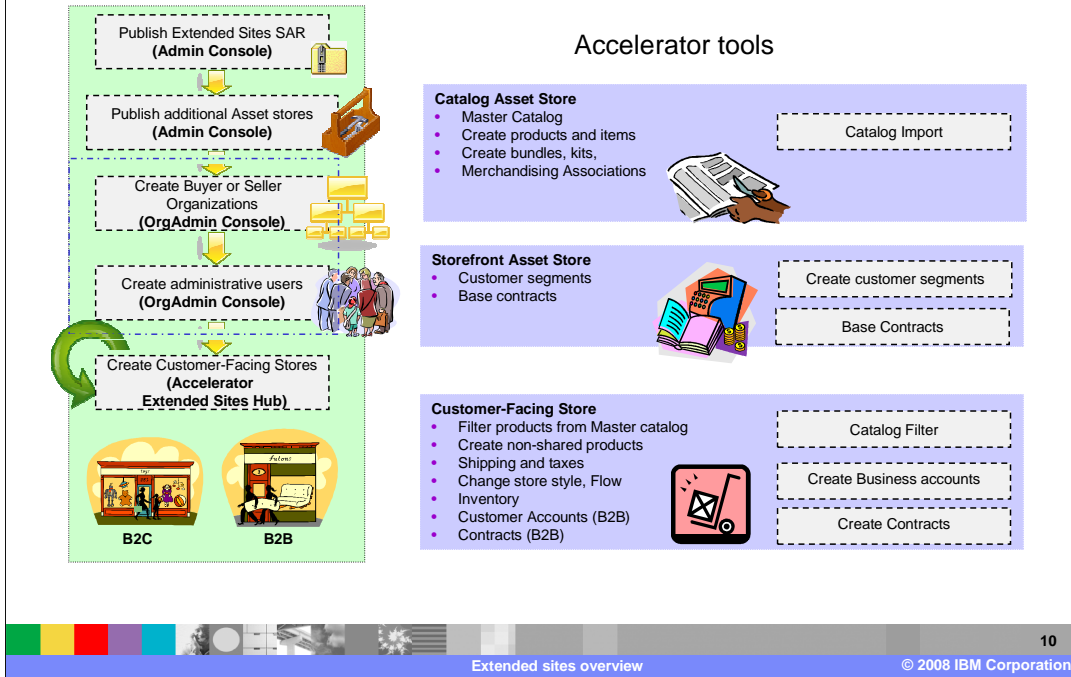 Publish Extended Sites SAR
(Admin Console)
Publish additional Asset stores
(Admin Console)
Create Buyer or Seller
Organizations
(OrgAdmin Console)
Create administrative users
(OrgAdmin Console)
Create Customer-Facing Stores
(Accelerator
Extended Sites Hub)
toys
futons
B2C
B2B
Accelerator tools
Catalog Asset Store
• Master Catalog
• Create products and items
• Create bundles, kits,
• Merchandising Associations
Catalog Import
Storefront Asset Store
• Customer segments
• Base contracts
Create customer segments
Base Contracts
Customer-Facing Store
• Filter products from Master catalog
• Create non-shared products
• Shipping and taxes
• Change store style, Flow
• Inventory
• Customer Accounts (B2B)
• Contracts (B2B)
Catalog Filter
Create Business accounts
Create Contracts
10
Extended sites overview
© 2008 IBM Corporation